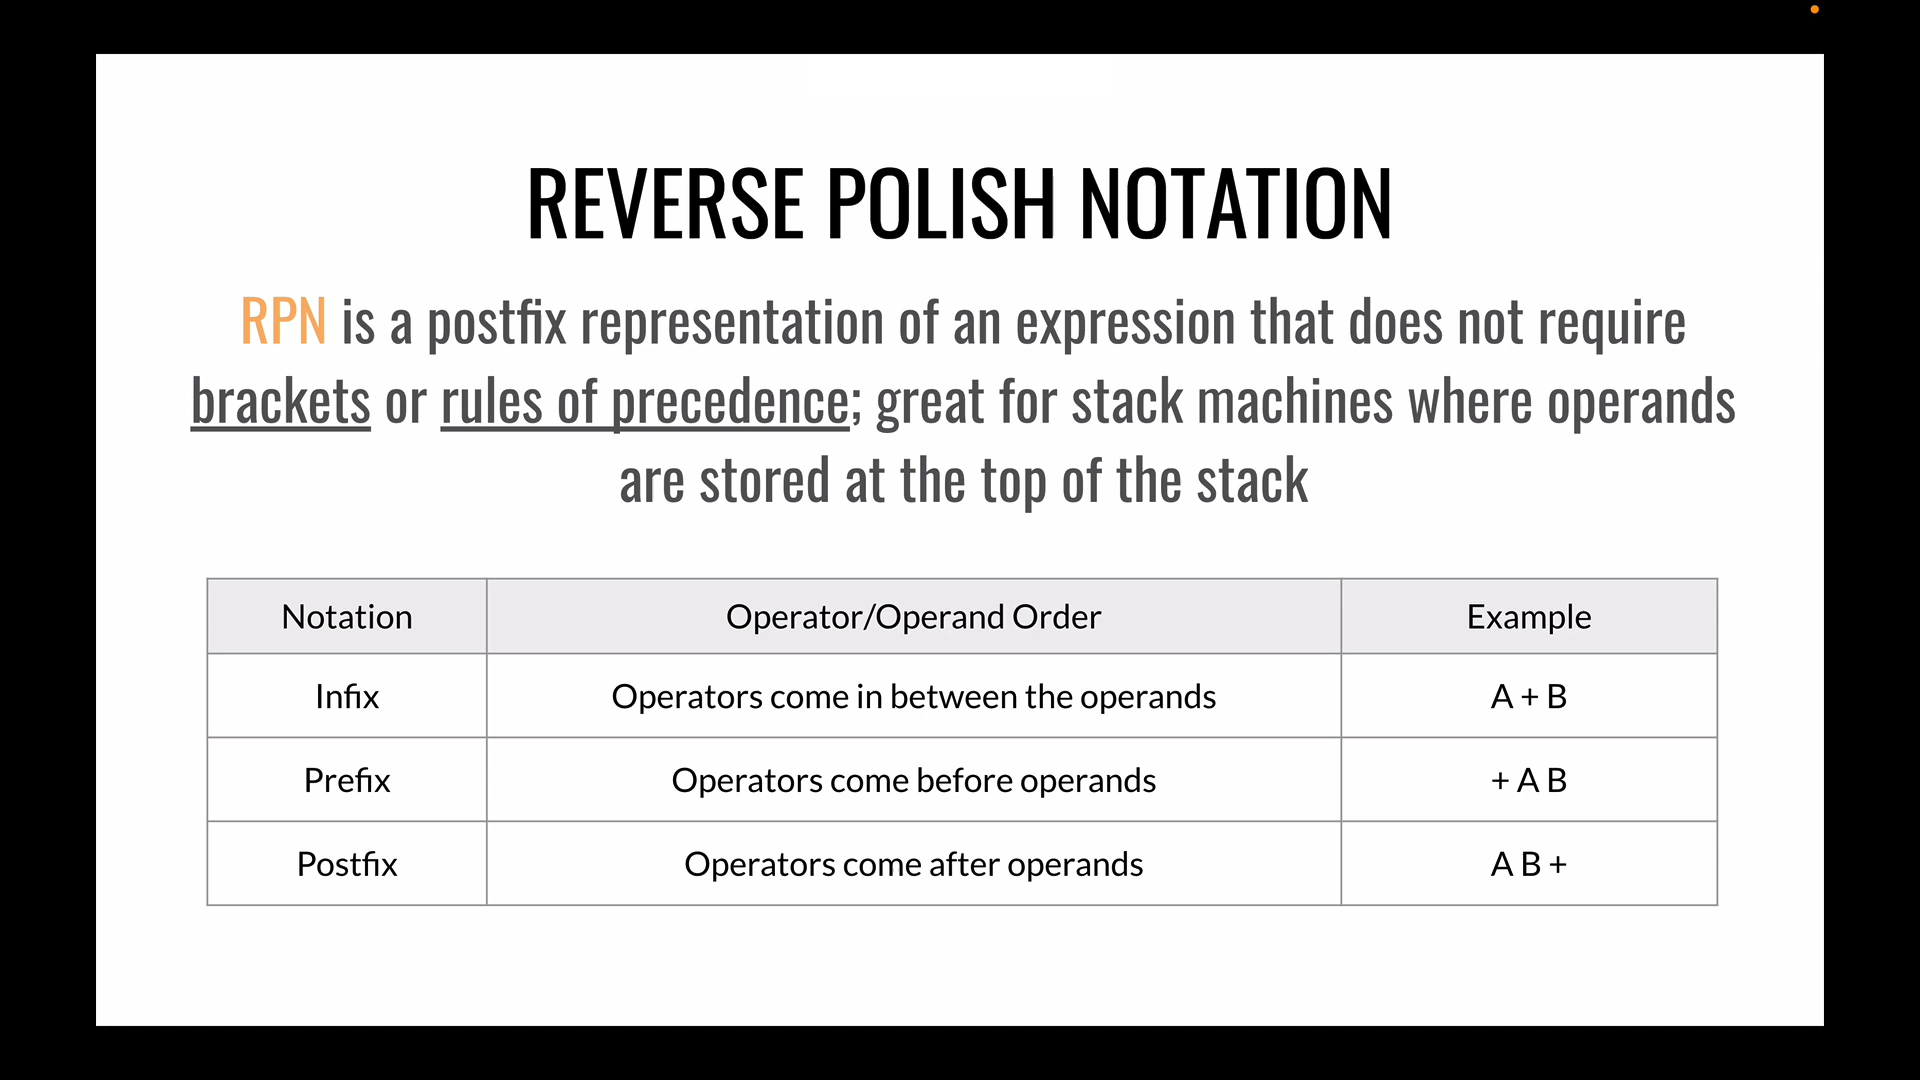 REVERSE POLISH NOTATION
RPN is a postfix representation of an expression that does not require
brackets or rules of precedence; great for stack machines where operands
are stored at the top of the stack
Notation Operator/Operand Order Example
Infix Operators come in between the operands A + B
Prefix Operators come before operands + A B
Postfix Operators come after operands A B +